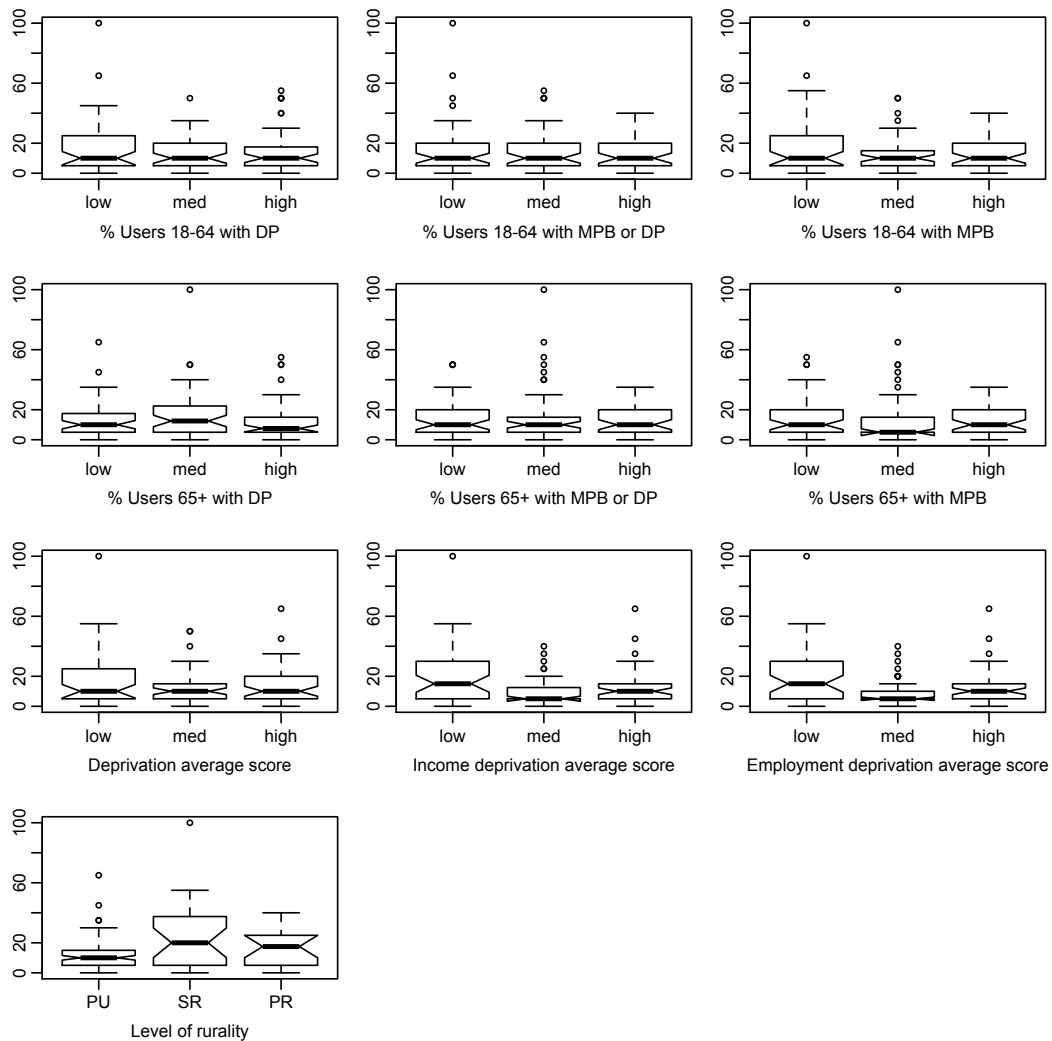 0 20 60 100
low med high
% Users 18-64 with DP
0 20 60 100
low med high
% Users 18-64 with MPB or DP
0 20 60 100
low med high
% Users 18-64 with MPB
0 20 60 100
low med high
% Users 65+ with DP
0 20 60 100
low med high
% Users 65+ with MPB or DP
0 20 60 100
low med high
% Users 65+ with MPB
0 20 60 100
low med high
Deprivation average score
0 20 60 100
low med high
Income deprivation average score
0 20 60 100
low med high
Employment deprivation average score
0 20 60 100
PU SR PR
Level of rurality